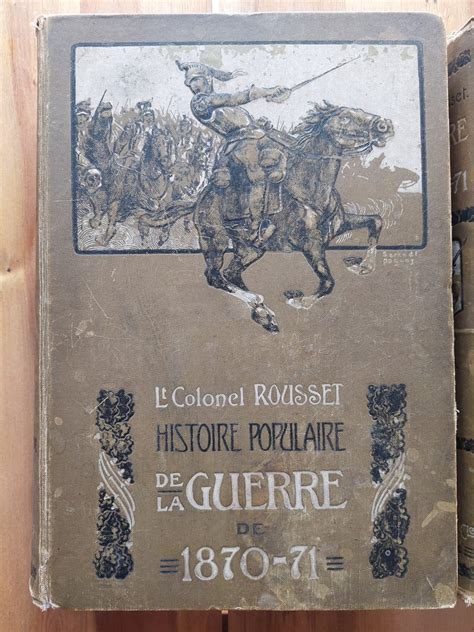 Lt Colonel ROUSSET
HISTOIRE POPULAIRE
DE LA GUERRE
DE
1870-71